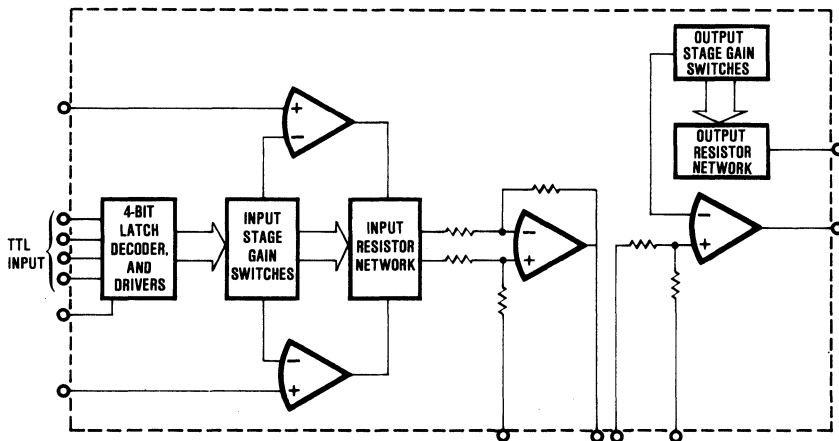 OUTPUT
STAGE GAIN
SWITCHES
OUTPUT
RESISTOR
NETWORK
+
−
TTL
INPUT
4-BIT
LATCH
DECODER,
AND
DRIVERS
INPUT
STAGE
GAIN
SWITCHES
INPUT
RESISTOR
NETWORK
−
+
−
+
−
+